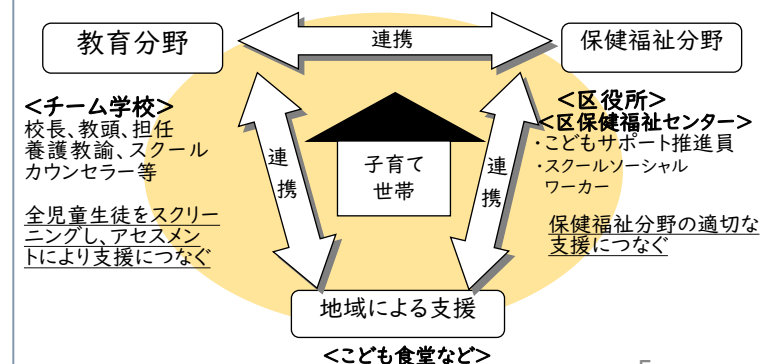 教育分野
連携
保健福祉分野
<チーム学校>
校長、教頭、担任
養護教諭、スクール
カウンセラー等
全児童生徒をスクリー
ニングし、アセスメン
トにより支援につなぐ
連携
子育て
世帯
連携
<区役所>
<区保健福祉センター>
・こどもサポート推進員
・スクールソーシャル
ワーカー
保健福祉分野の適切な
支援につなぐ
地域による支援
<こども食堂など>